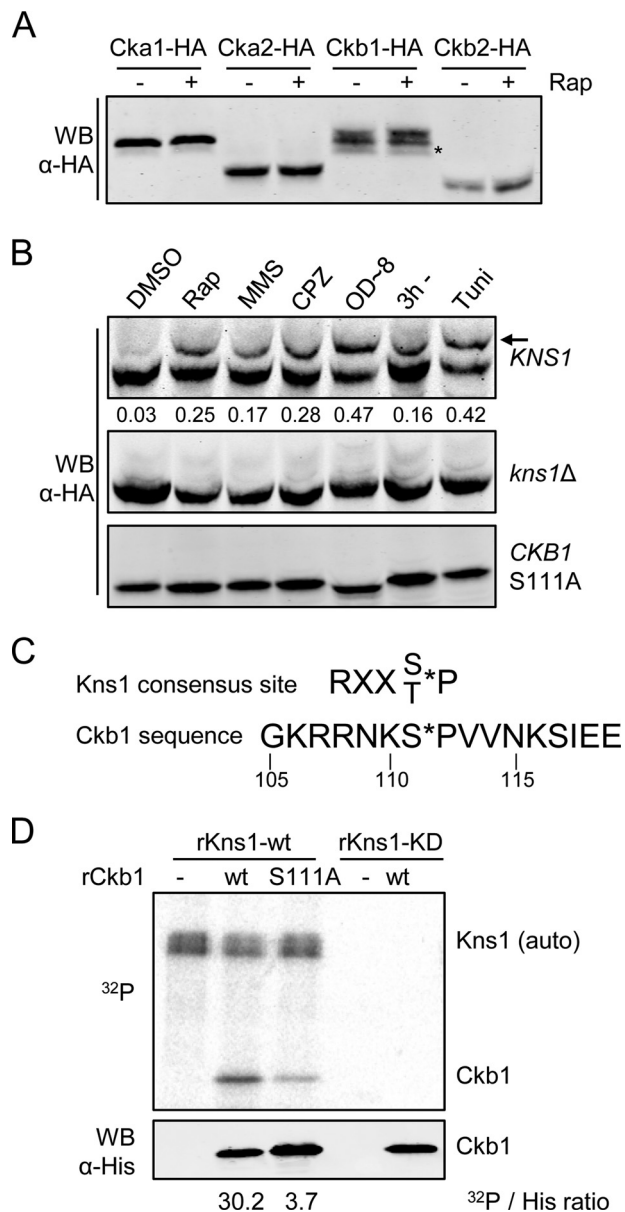 A
Cka1-HA Cka2-HA Ckb1-HA Ckb2-HA
- + - + - + - + Rap
WB
α-HA
*
B
DMSO Rap MMS CPZ OD~8 3h - Tuni
KNS1
0.03 0.25 0.17 0.28 0.47 0.16 0.42
WB
α-HA
kns1Δ
CKB1
S111A
C
Kns1 consensus site RXX S/T *P
Ckb1 sequence GKRRNKS*PVVNKSIEE
105 110 115
D
rKns1-wt rKns1-KD
rCkb1 - wt S111A - wt
Kns1 (auto)
32P
Ckb1
WB
α-His
Ckb1
30.2 3.7 32P / His ratio